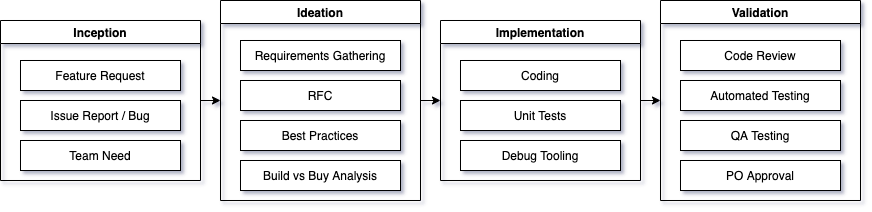 Inception
Feature Request
Issue Report / Bug
Team Need
Ideation
Requirements Gathering
RFC
Best Practices
Build vs Buy Analysis
Implementation
Coding
Unit Tests
Debug Tooling
Validation
Code Review
Automated Testing
QA Testing
PO Approval